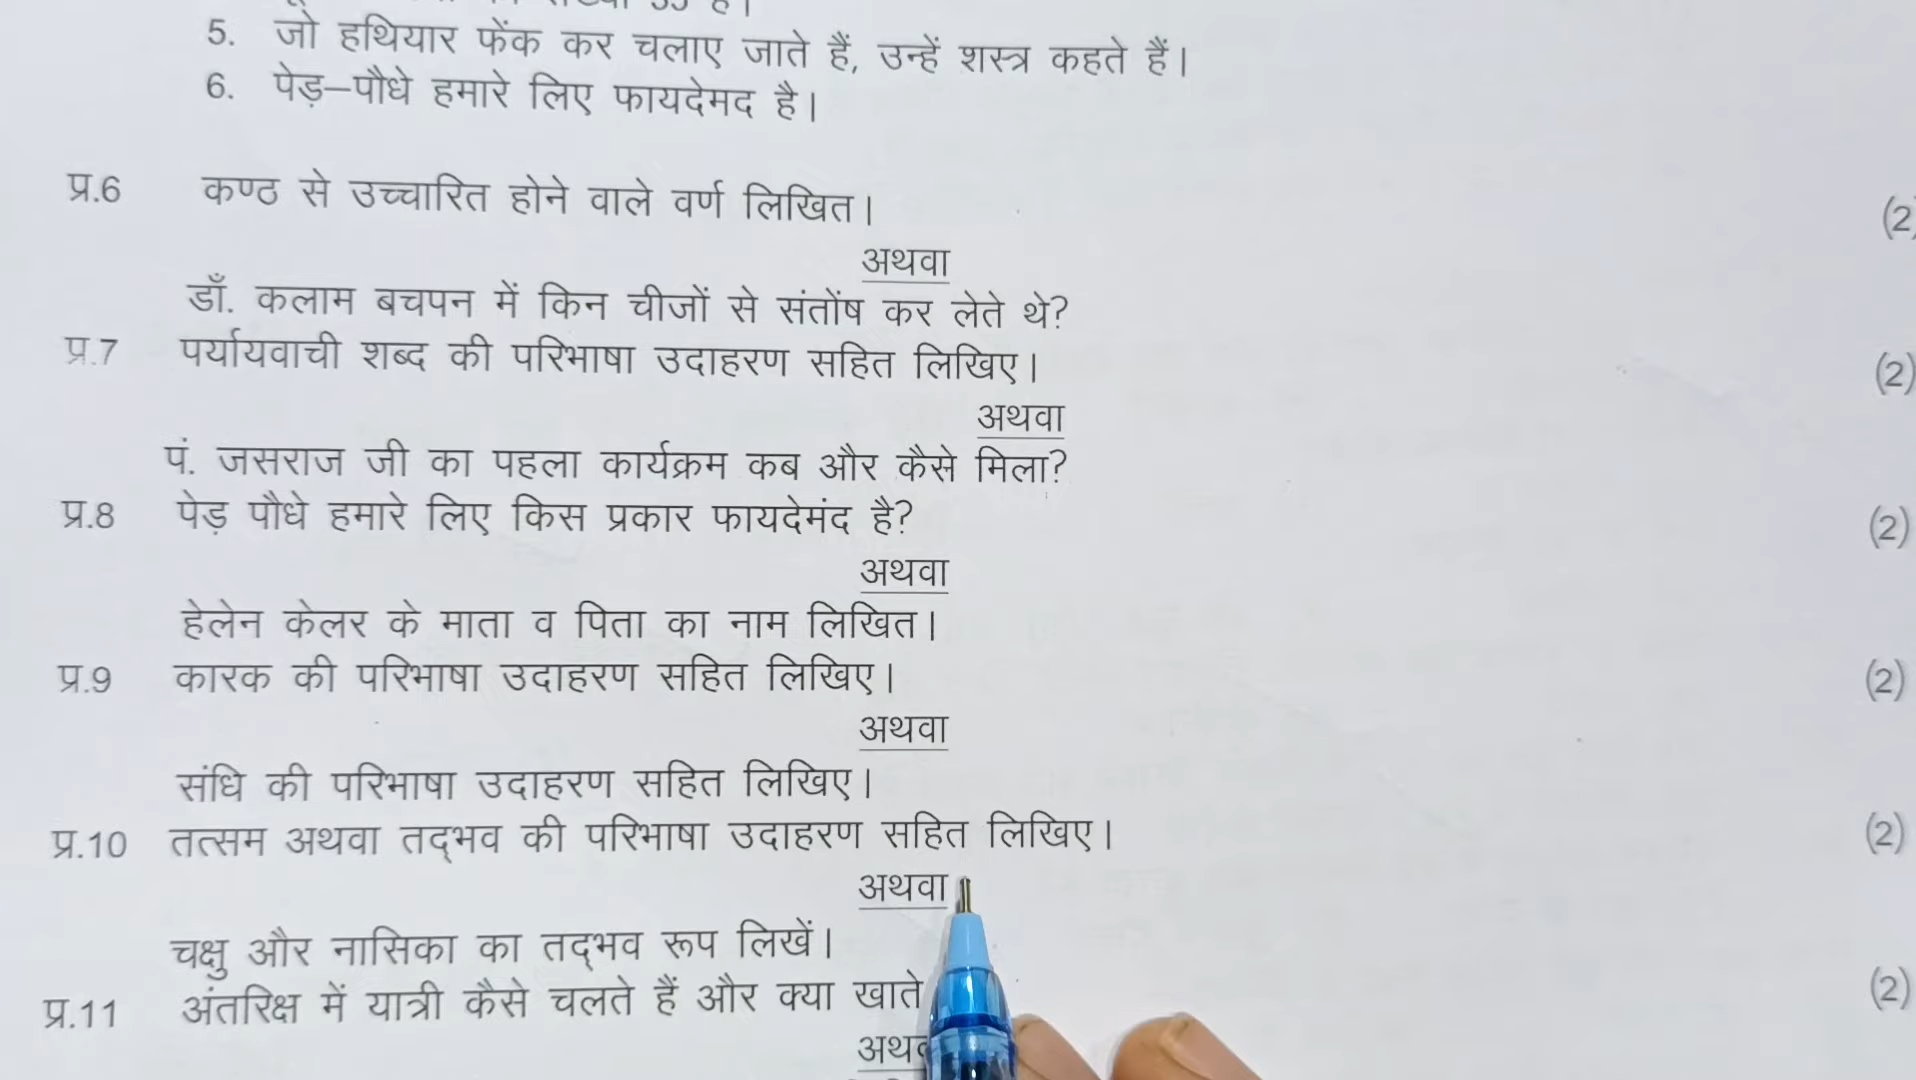 5. जो हथियार फेंक कर चलाए जाते हैं, उन्हें शस्त्र कहते हैं।
6. पेड़–पौधे हमारे लिए फायदेमद है।
प्र.6 कण्ठ से उच्चारित होने वाले वर्ण लिखित। (2)
अथवा
डॉ. कलाम बचपन में किन चीजों से संतोंष कर लेते थे?
प्र.7 पर्यायवाची शब्द की परिभाषा उदाहरण सहित लिखिए। (2)
अथवा
पं. जसराज जी का पहला कार्यक्रम कब और कैसे मिला?
प्र.8 पेड़ पौधे हमारे लिए किस प्रकार फायदेमंद है? (2)
अथवा
हेलेन केलर के माता व पिता का नाम लिखित।
प्र.9 कारक की परिभाषा उदाहरण सहित लिखिए। (2)
अथवा
संधि की परिभाषा उदाहरण सहित लिखिए।
प्र.10 तत्सम अथवा तद्‌भव की परिभाषा उदाहरण सहित लिखिए। (2)
अथवा
चक्षु और नासिका का तद्‌भव रूप लिखें।
प्र.11 अंतरिक्ष में यात्री कैसे चलते हैं और क्या खाते (2)